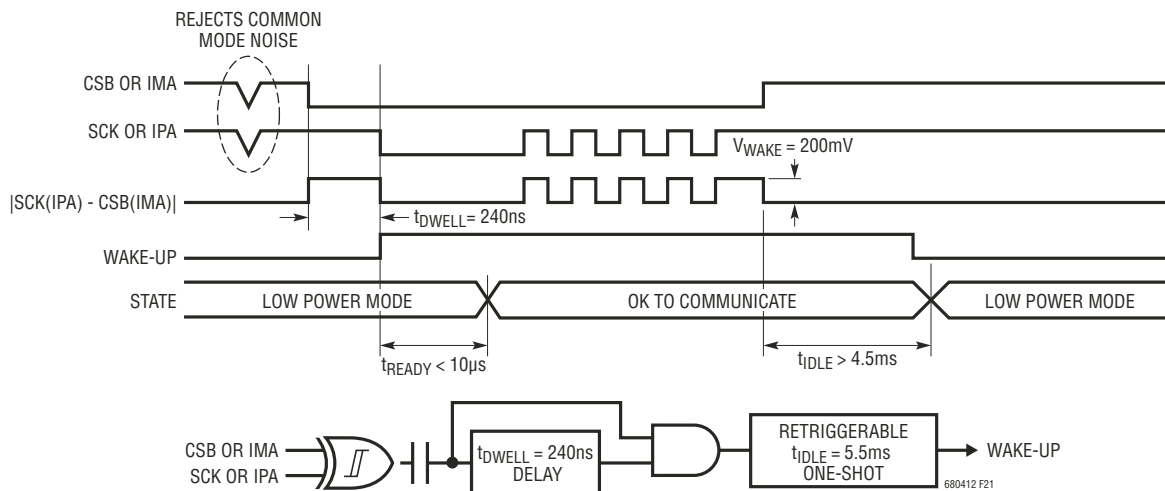 REJECTS COMMON
MODE NOISE
CSB OR IMA
SCK OR IPA
VWAKE = 200mV
|SCK(IPA) - CSB(IMA)|
tDWELL= 240ns
WAKE-UP
STATE
LOW POWER MODE
OK TO COMMUNICATE
LOW POWER MODE
tREADY < 10µs
tIDLE > 4.5ms
CSB OR IMA
SCK OR IPA
tDWELL = 240ns
DELAY
RETRIGGERABLE
tIDLE = 5.5ms
ONE-SHOT
WAKE-UP
680412 F21